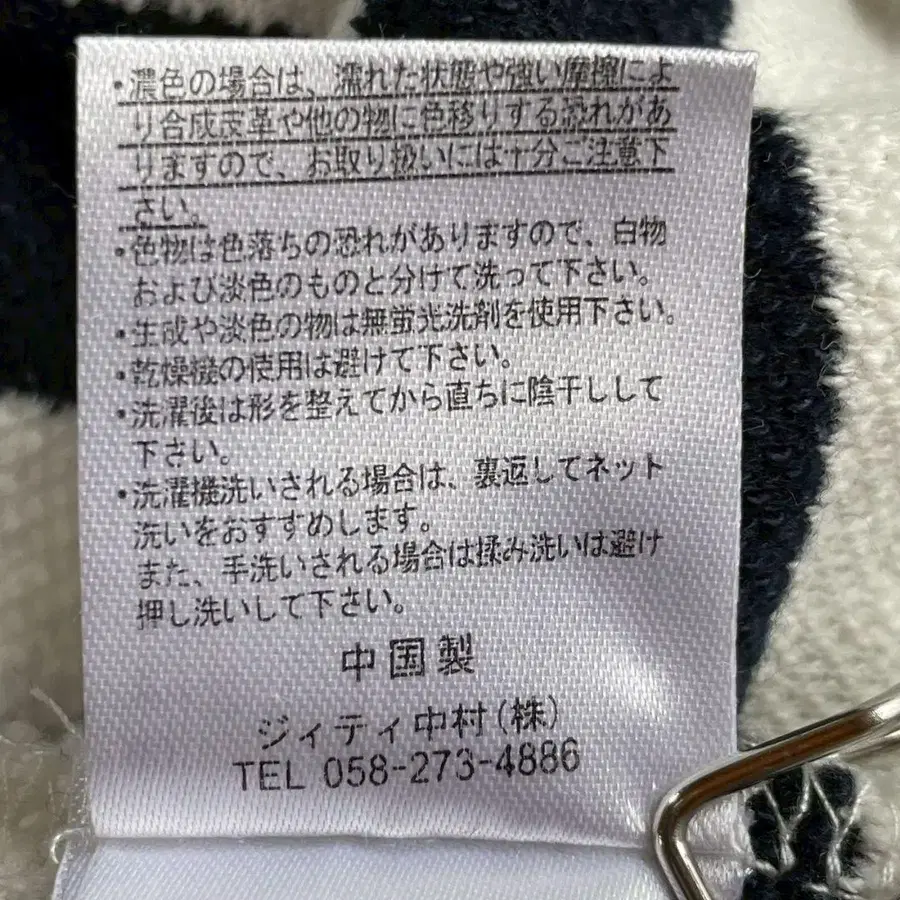 ・濃色の場合は、濡れた状態や強い摩擦によ
り合成皮革や他の物に色移りする恐れがあ
りますので、お取り扱いには十分ご注意下
さい。
・色物は色落ちの恐れがありますので、白物
および淡色のものと分けて洗って下さい。
・生成や淡色の物は無蛍光洗剤を使用下さい。
・乾燥機の使用は避けて下さい。
・洗濯後は形を整えてから直ちに陰干しして
下さい。
・洗濯機洗いされる場合は、裏返してネット
洗いをおすすめします。
また、手洗いされる場合は揉み洗いは避け
押し洗いして下さい。
中国製
ジィティ中村(株)
TEL 058-273-4886